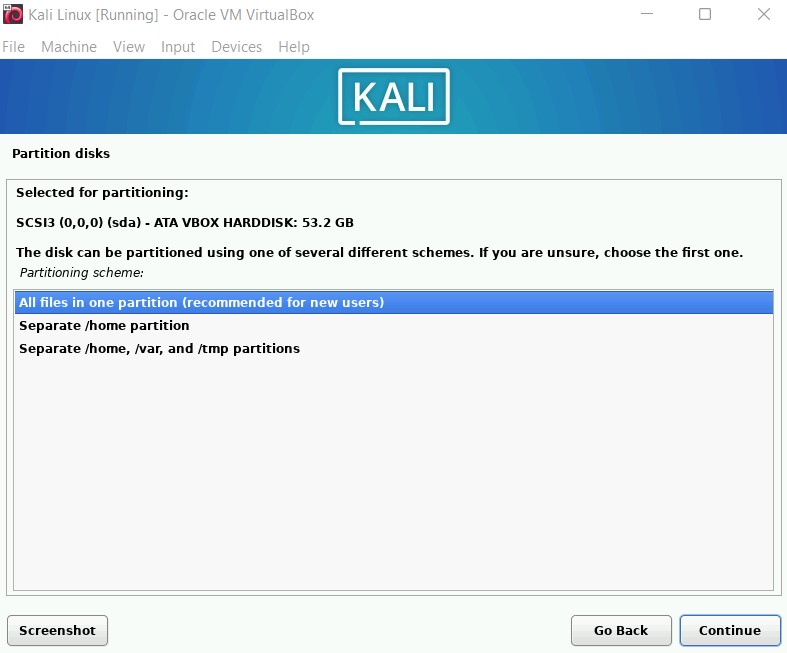 Kali Linux [Running] - Oracle VM VirtualBox
File Machine View Input Devices Help
KALI
Partition disks
Selected for partitioning:
SCSI3 (0,0,0) (sda) - ATA VBOX HARDDISK: 53.2 GB
The disk can be partitioned using one of several different schemes. If you are unsure, choose the first one.
Partitioning scheme:
All files in one partition (recommended for new users)
Separate /home partition
Separate /home, /var, and /tmp partitions
Screenshot Go Back Continue